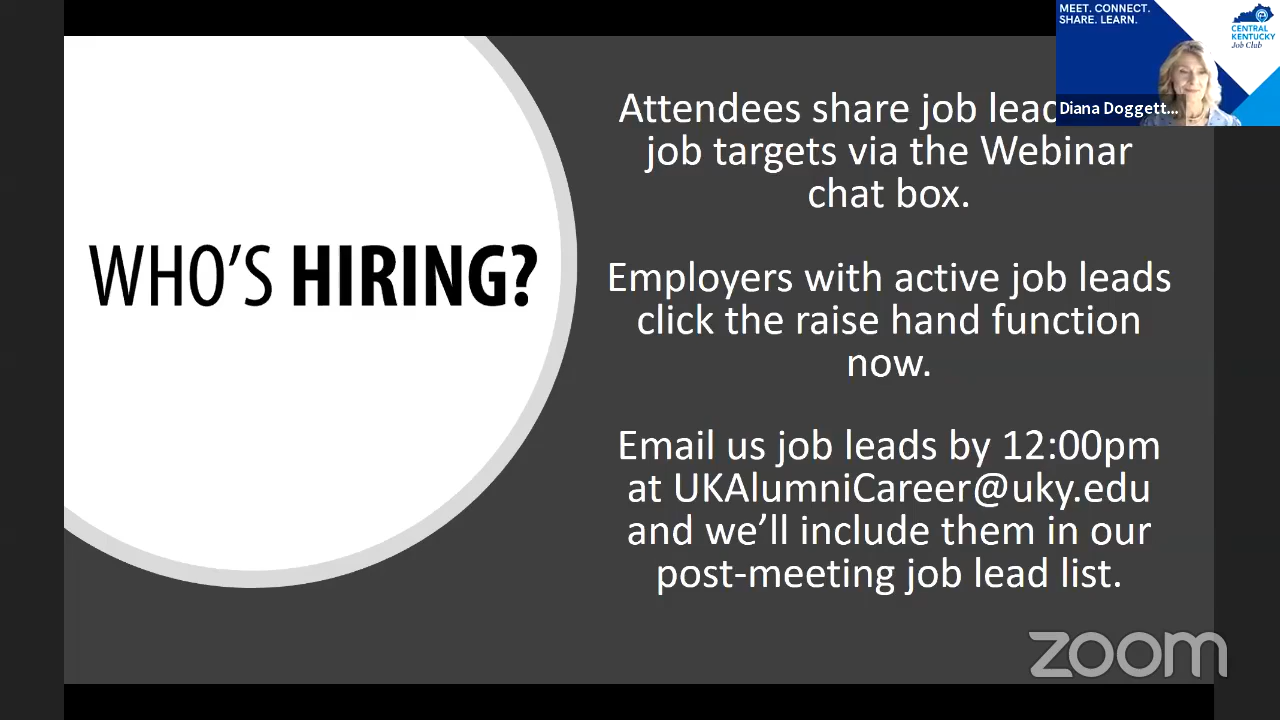 MEET. CONNECT.
SHARE. LEARN.
CENTRAL
KENTUCKY
Job Club
Diana Doggett...
WHO’S HIRING?
Attendees share job
job targets via the Webinar
chat box.
Employers with active job leads
click the raise hand function
now.
Email us job leads by 12:00pm
at UKAlumniCareer@uky.edu
and we’ll include them in our
post-meeting job lead list.
zoom